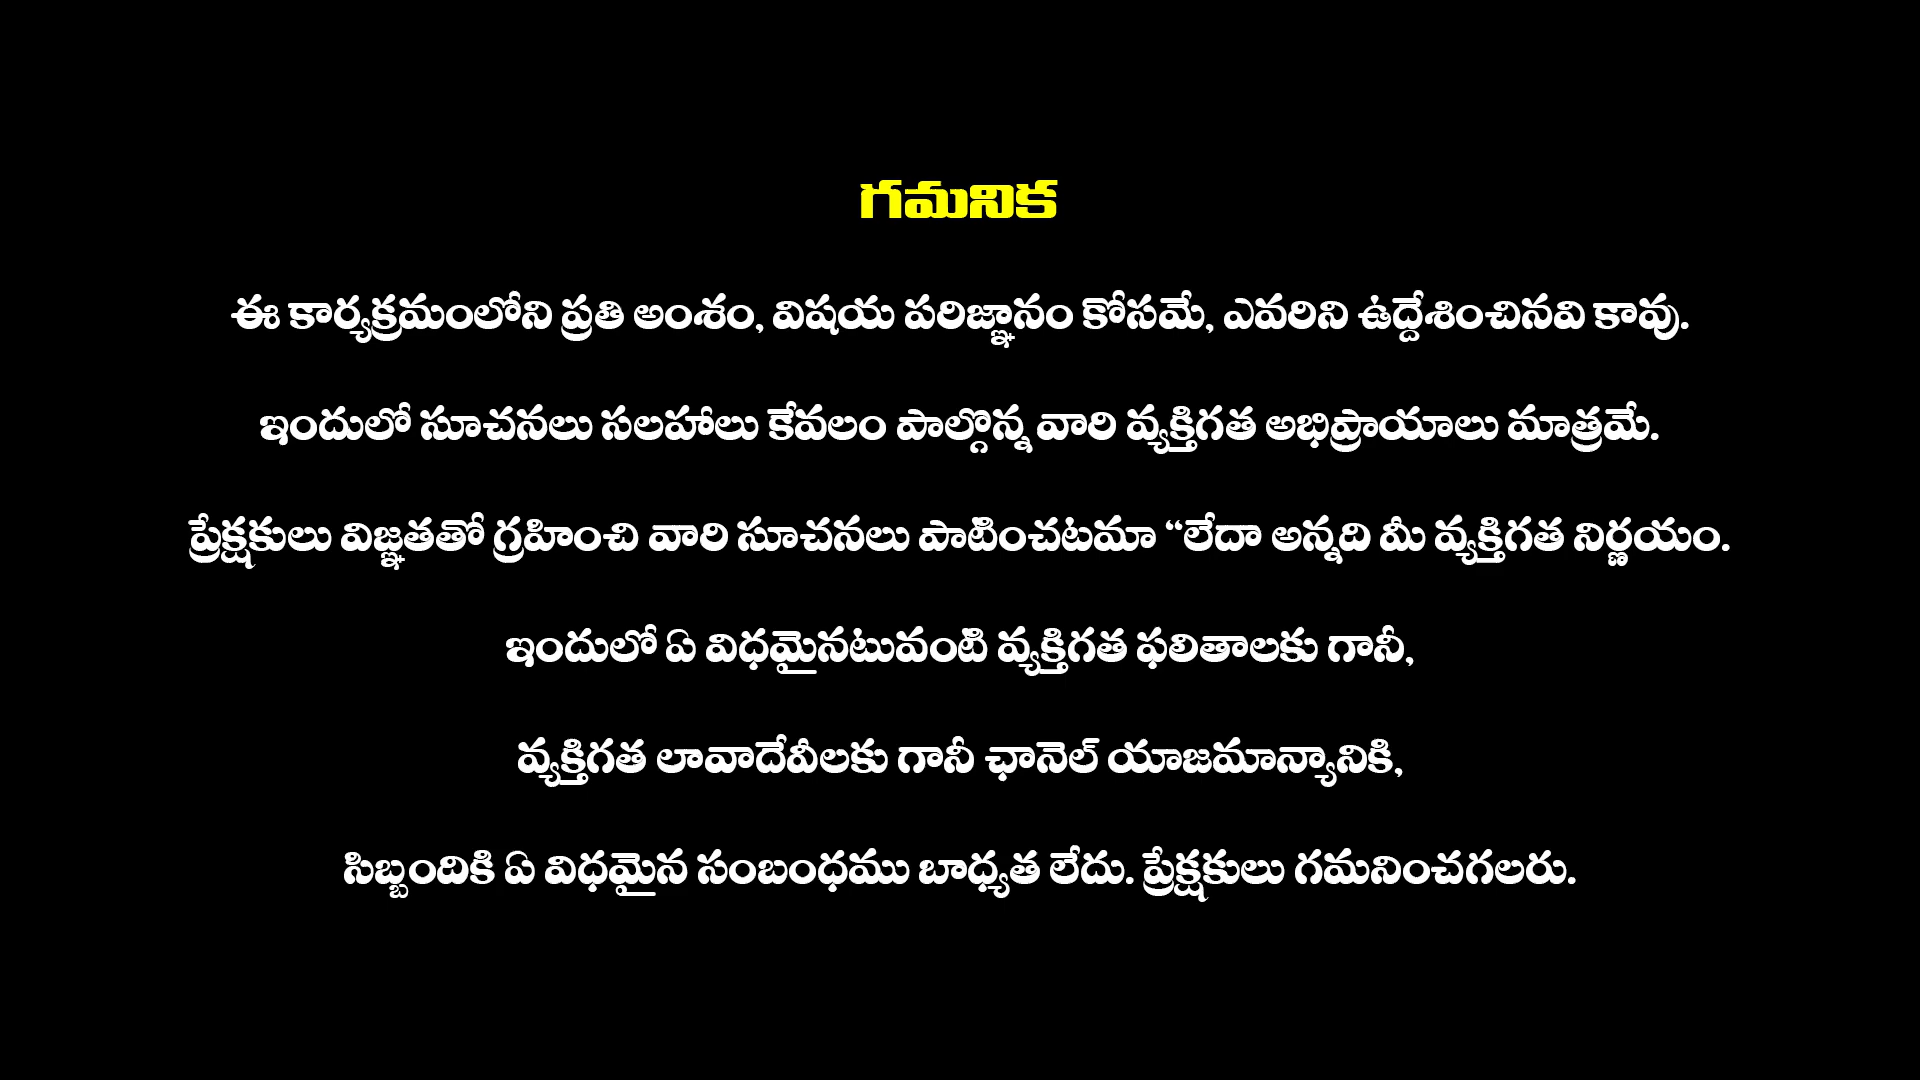 గమనిక
ఈ కార్యక్రమంలోని ప్రతి అంశం, విషయ పరిజ్ఞానం కోసమే, ఎవరిని ఉద్దేశించినవి కావు.
ఇందులో సూచనలు సలహాలు కేవలం పాల్గొన్న వారి వ్యక్తిగత అభిప్రాయాలు మాత్రమే.
ప్రేక్షకులు విజ్ఞతతో గ్రహించి వారి సూచనలు పాటించటమా “లేదా అన్నది మీ వ్యక్తిగత నిర్ణయం.
ఇందులో ఏ విధమైనటువంటి వ్యక్తిగత ఫలితాలకు గానీ,
వ్యక్తిగత లావాదేవీలకు గానీ ఛానెల్ యాజమాన్యానికి,
సిబ్బందికి ఏ విధమైన సంబంధము బాధ్యత లేదు. ప్రేక్షకులు గమనించగలరు.